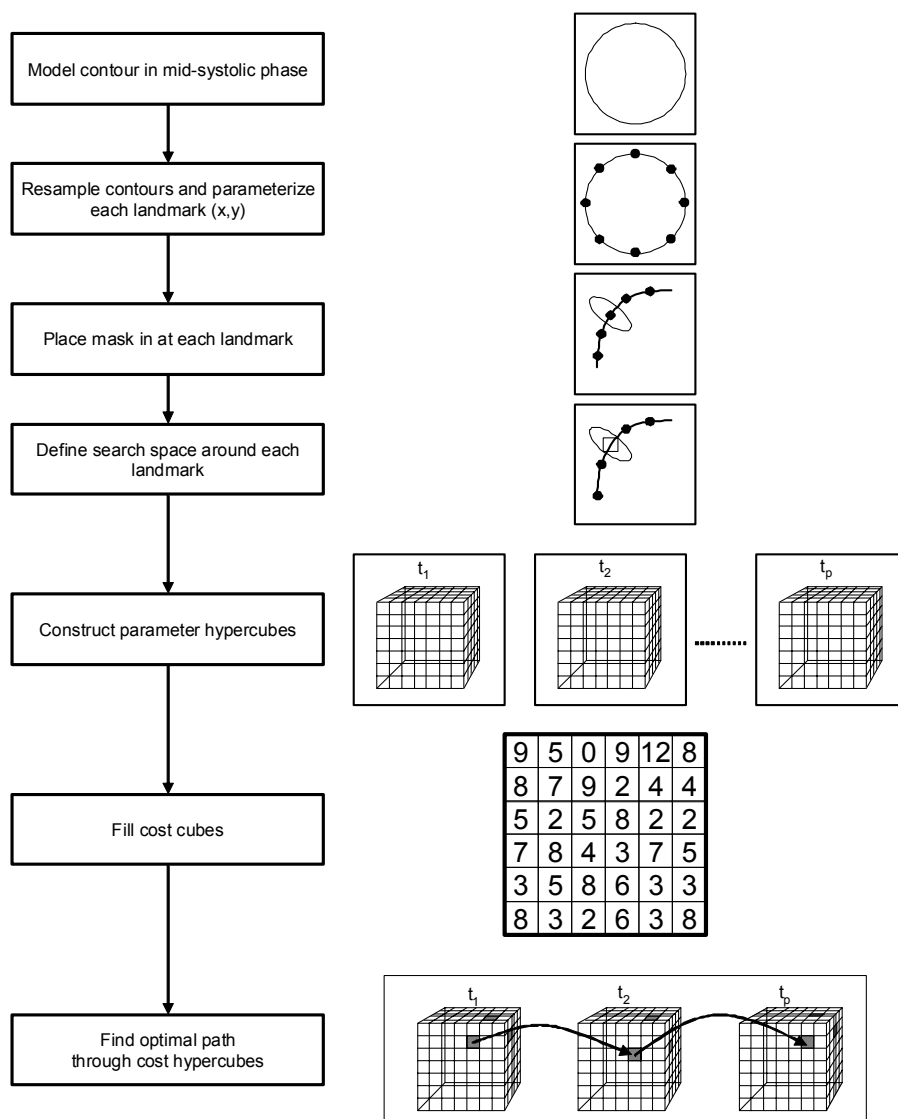 Model contour in mid-systolic phase
Resample contours and parameterize
each landmark (x,y)
Place mask in at each landmark
Define search space around each
landmark
Construct parameter hypercubes
t1
t2
tp
Fill cost cubes
9 5 0 9 12 8
8 7 9 2 4 4
5 2 5 8 2 2
7 8 4 3 7 5
3 5 8 6 3 3
8 3 2 6 3 8
Find optimal path
through cost hypercubes
t1
t2
tp